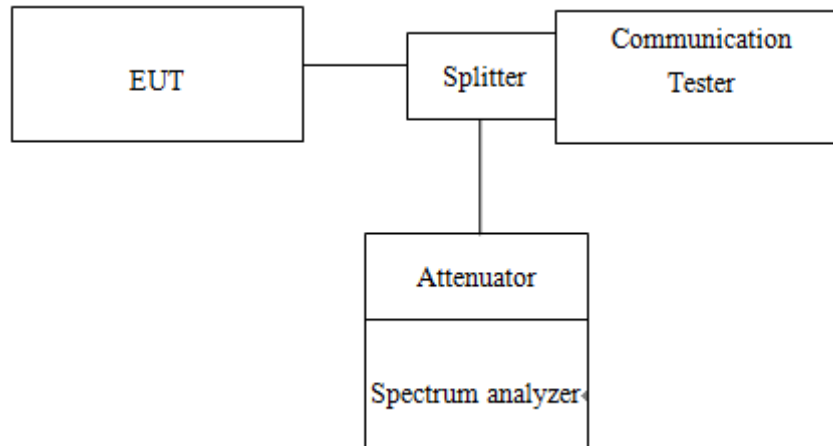 EUT
Splitter
Communication
Tester
Attenuator
Spectrum analyzer